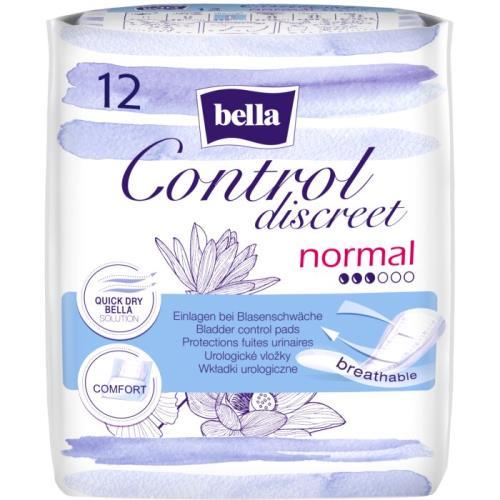 12
bella
Control
discreet
normal
QUICK DRY
BELLA
SOLUTION
COMFORT
Einlagen bei Blasenschwäche
Bladder control pads
Protections fuites urinaires
Urologické vložky
Wkładki urologiczne
breathable